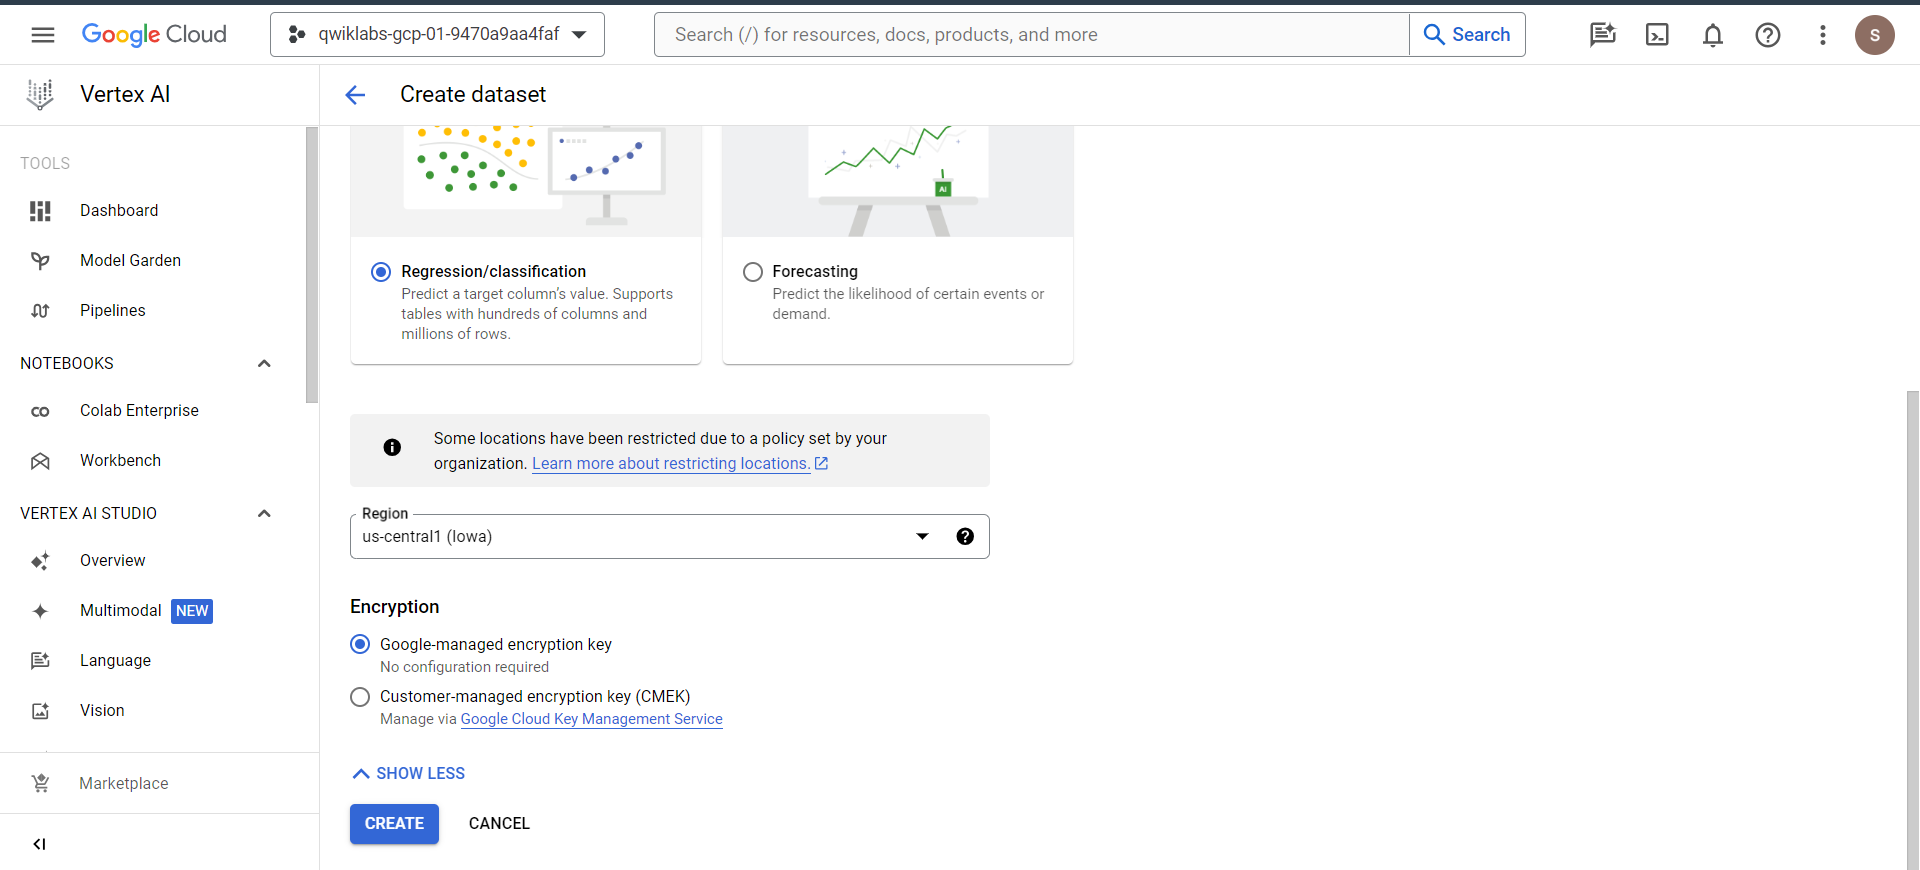 Google Cloud
qwiklabs-gcp-01-9470a9aa4faf
Search (/) for resources, docs, products, and more
Search
S
Vertex AI
Create dataset
TOOLS
Dashboard
Model Garden
Pipelines
NOTEBOOKS
Colab Enterprise
Workbench
VERTEX AI STUDIO
Overview
Multimodal NEW
Language
Vision
Marketplace
AI
Regression/classification
Predict a target column's value. Supports
tables with hundreds of columns and
millions of rows.
Forecasting
Predict the likelihood of certain events or
demand.
Some locations have been restricted due to a policy set by your
organization. Learn more about restricting locations.
Region
us-central1 (Iowa)
Encryption
Google-managed encryption key
No configuration required
Customer-managed encryption key (CMEK)
Manage via Google Cloud Key Management Service
SHOW LESS
CREATE
CANCEL